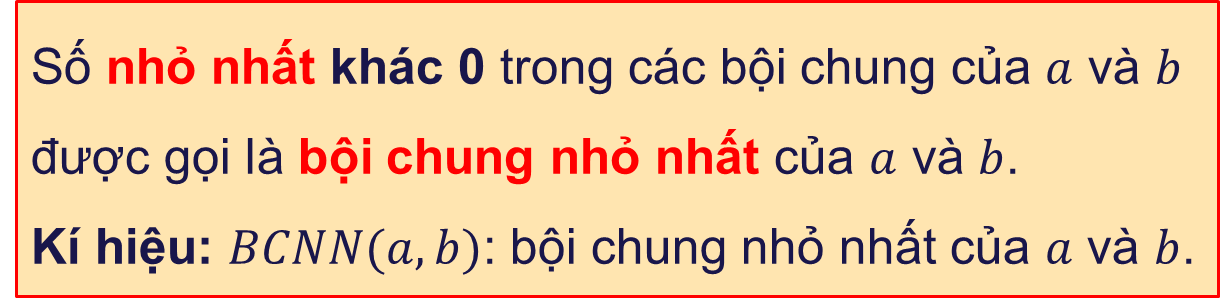 Số nhỏ nhất khác 0 trong các bội chung của a và b
được gọi là bội chung nhỏ nhất của a và b.
Kí hiệu: BCNN(a, b): bội chung nhỏ nhất của a và b.